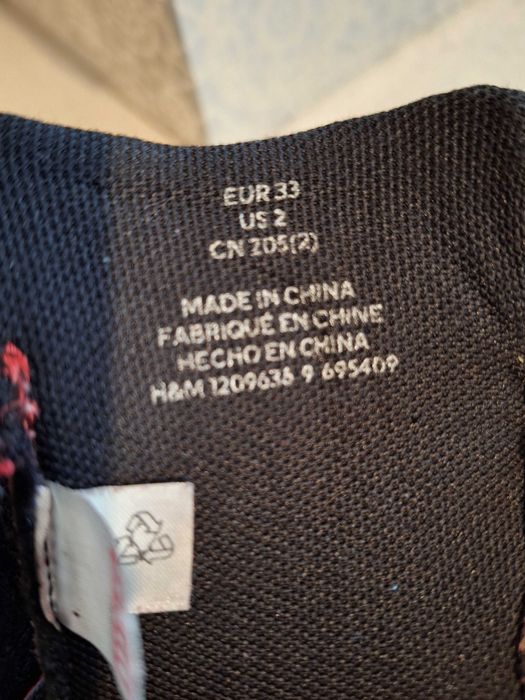 EUR 33
US 2
CN 205(2)
MADE IN CHINA
FABRIQUÉ EN CHINE
HECHO EN CHINA
H&M 1209636 9 695409